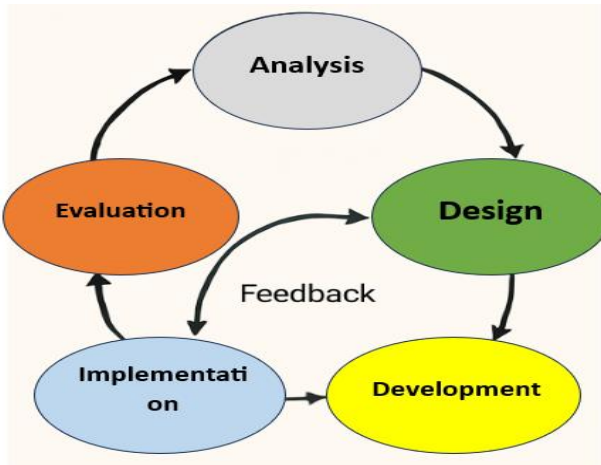 Analysis
Evaluation
Design
Feedback
Implementati
on
Development